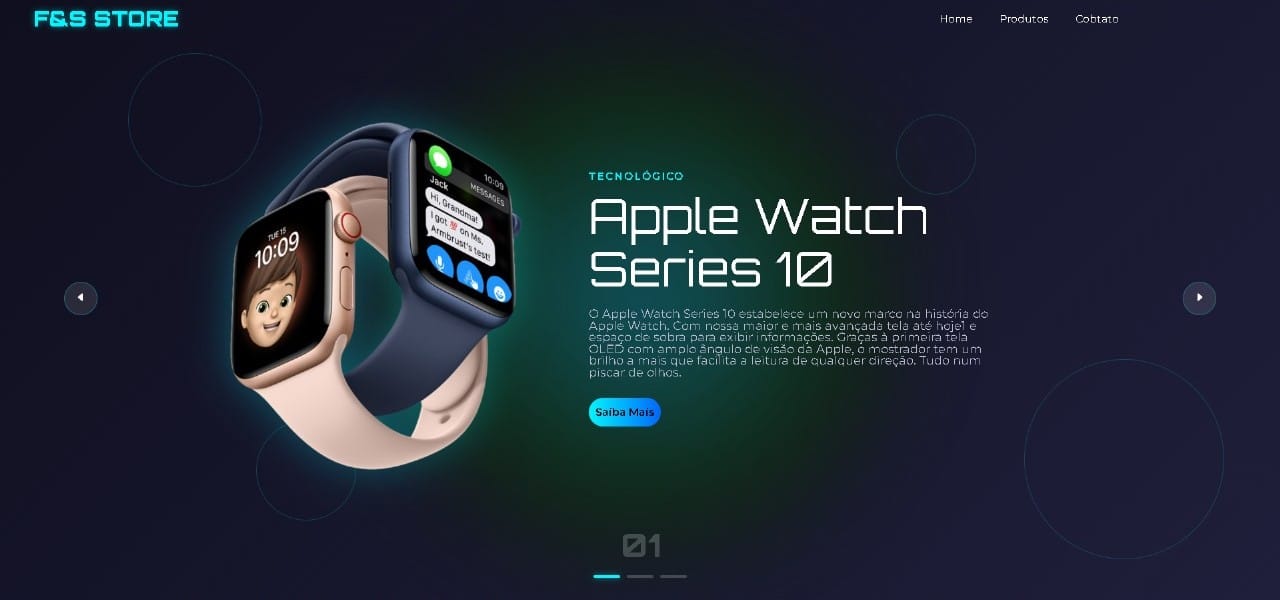 F&S STORE
Home
Produtos
Cobtato
TUE 15
10:09
10:09
MESSAGES
Jack
Hi, Grandma!
I got 💯 on Ms.
Armbrust's test!
TECNOLÓGICO
Apple Watch
Series 10
O Apple Watch Series 10 estabelece um novo marco na história do
Apple Watch. Com nossa maior e mais avançada tela até hoje1 e
espaço de sobra para exibir informações. Graças à primeira tela
OLED com amplo ângulo de visão da Apple, o mostrador tem um
brilho a mais que facilita a leitura de qualquer direção. Tudo num
piscar de olhos.
Saiba Mais
01